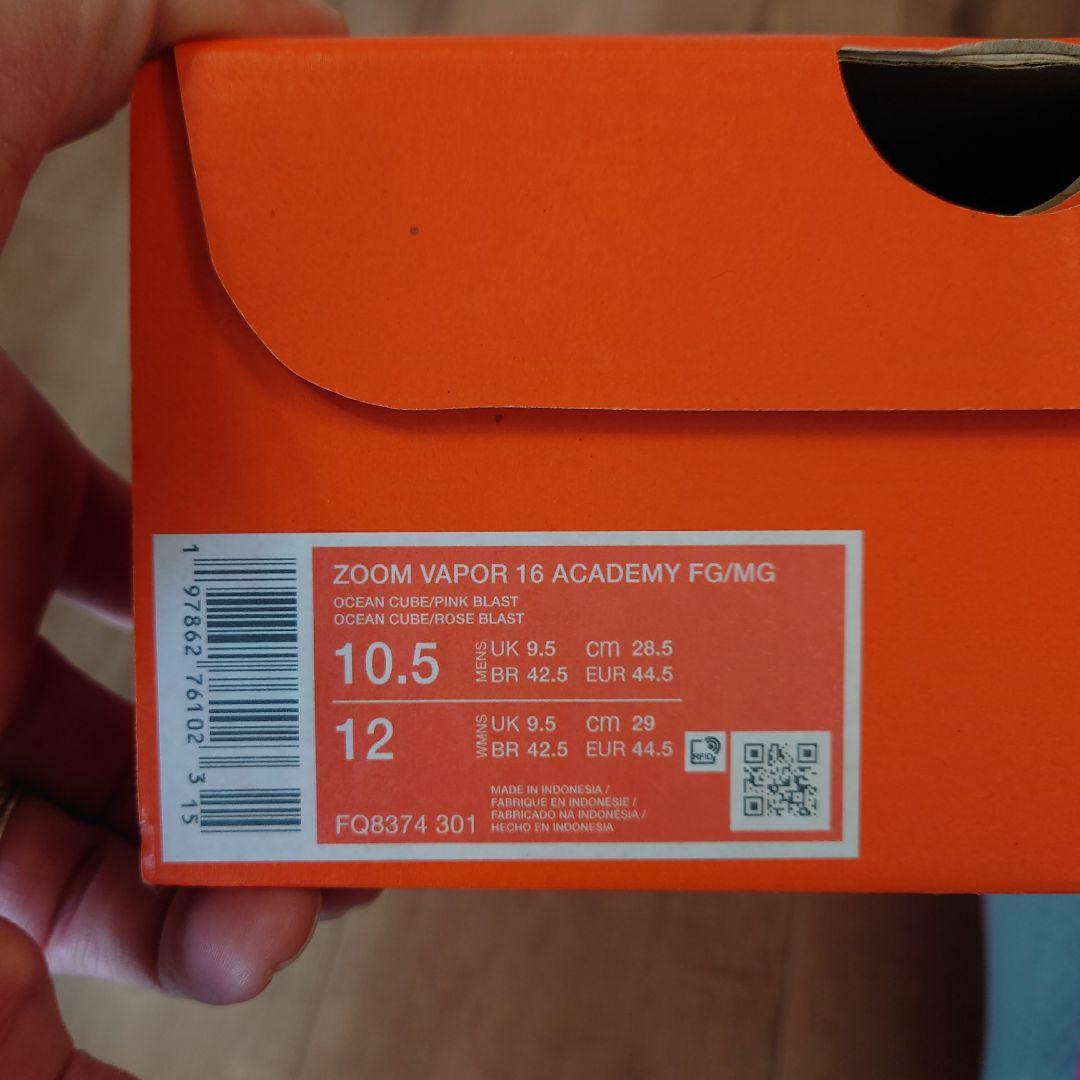 ZOOM VAPOR 16 ACADEMY FG/MG
OCEAN CUBE/PINK BLAST
OCEAN CUBE/ROSE BLAST
10.5 MENS UK 9.5 cm 28.5
BR 42.5 EUR 44.5
12 WMNS UK 9.5 cm 29
BR 42.5 EUR 44.5
RFID
MADE IN INDONESIA /
FABRIQUE EN INDONESIE /
FABRICADO NA INDONÉSIA /
HECHO EN INDONESIA
FQ8374 301
1 97862 76102 3 15